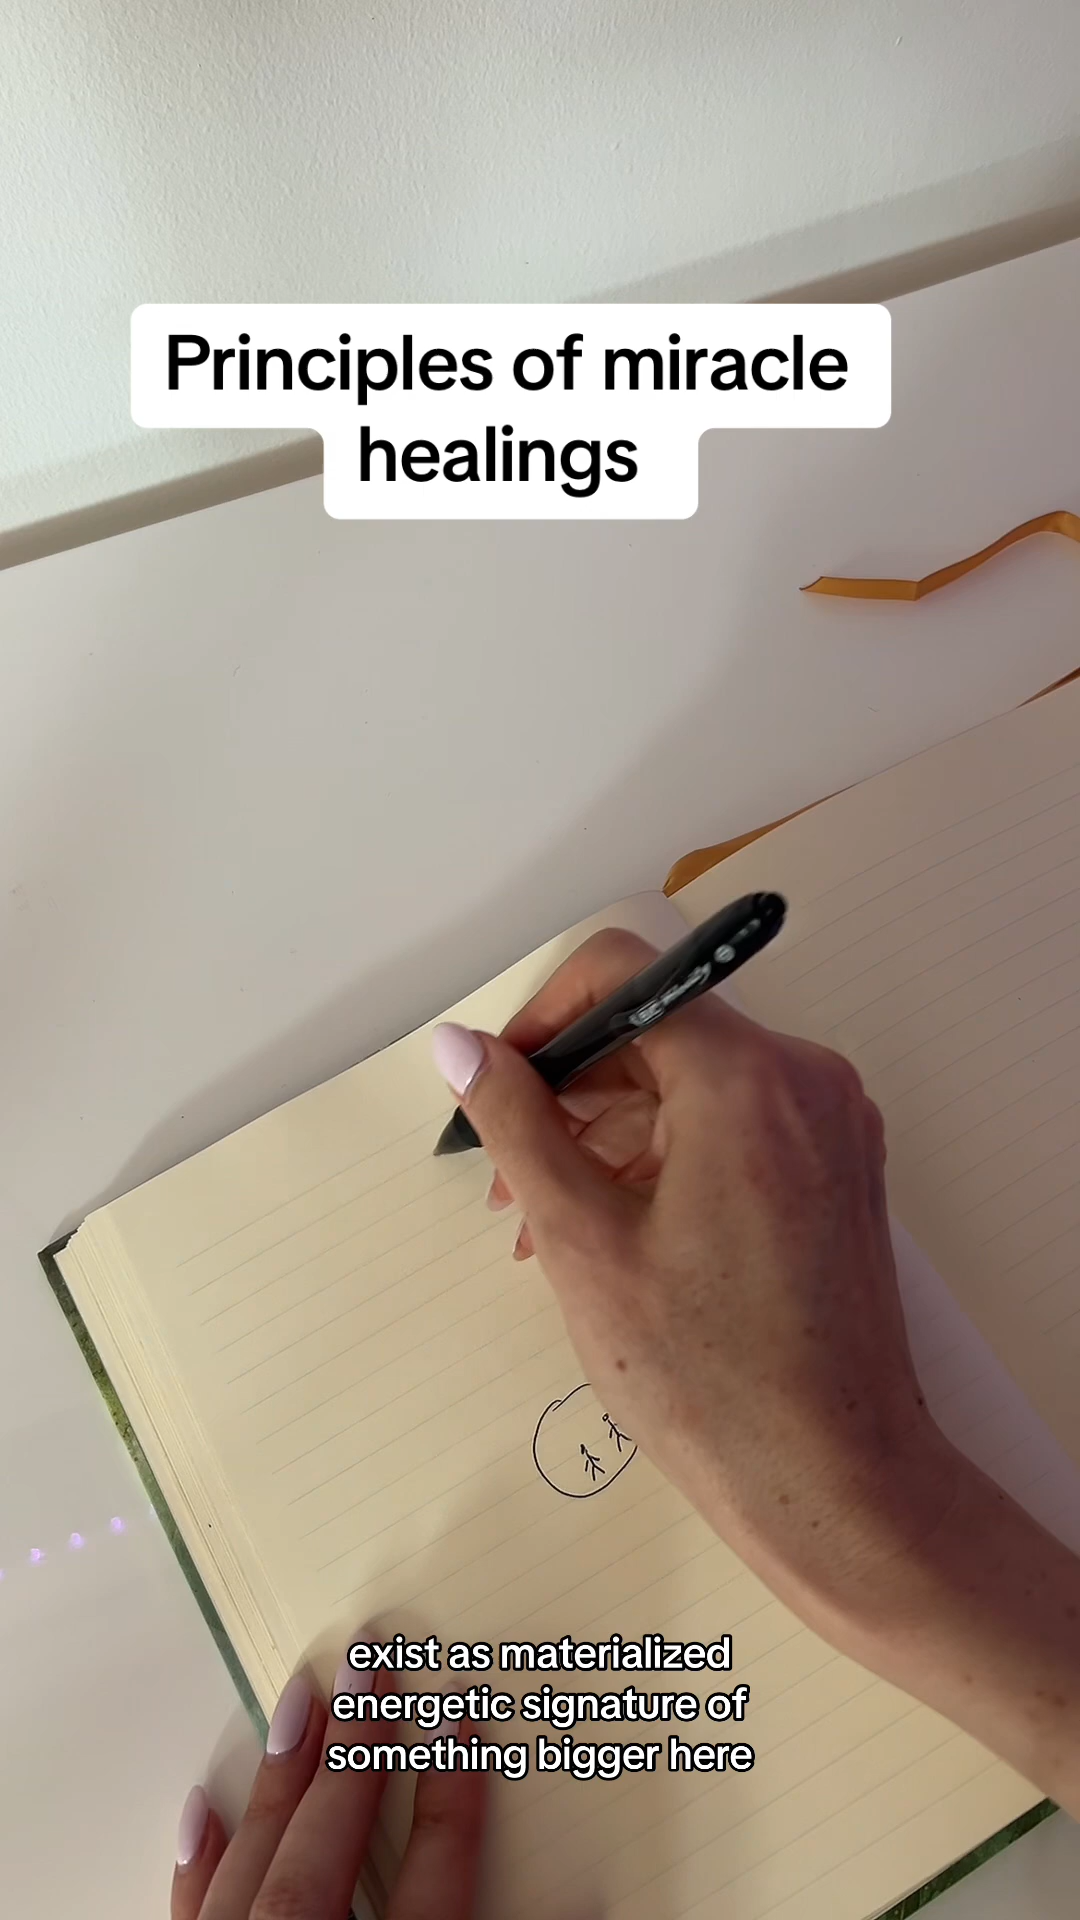 Principles of miracle
healings
exist as materialized
energetic signature of
something bigger here